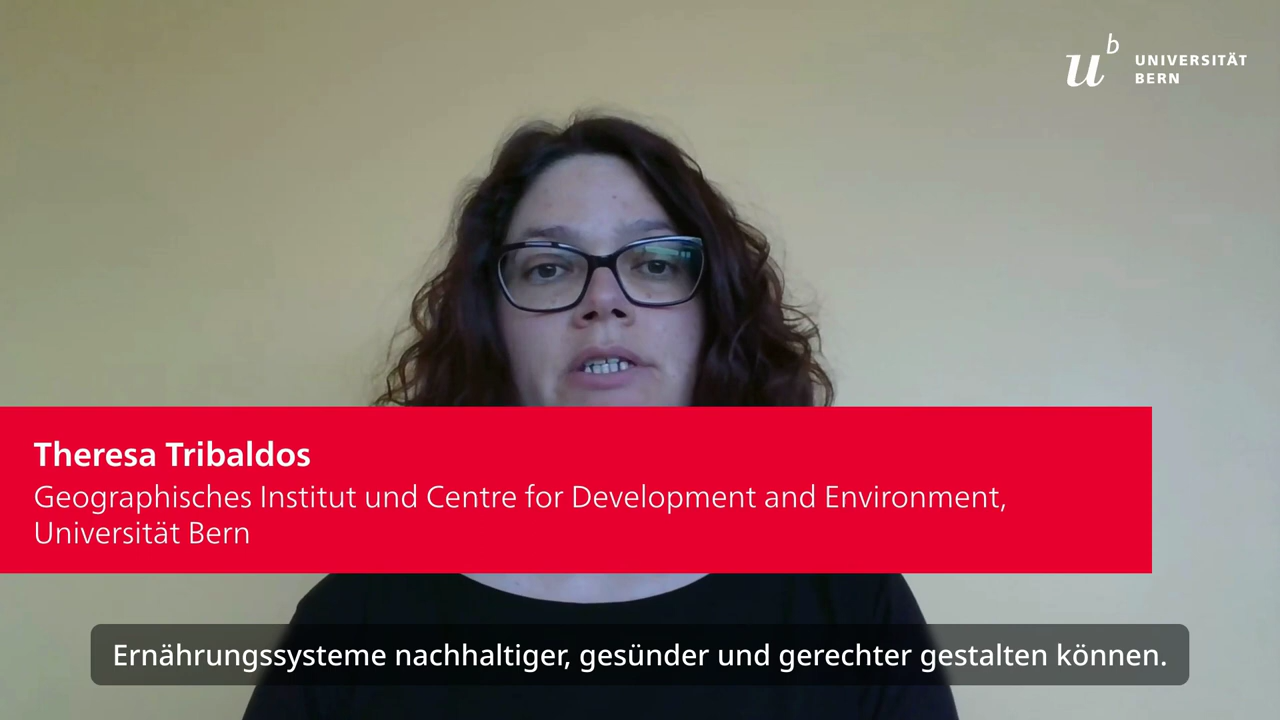 u b
UNIVERSITÄT
BERN
Theresa Tribaldos
Geographisches Institut und Centre for Development and Environment,
Universität Bern
Ernährungssysteme nachhaltiger, gesünder und gerechter gestalten können.